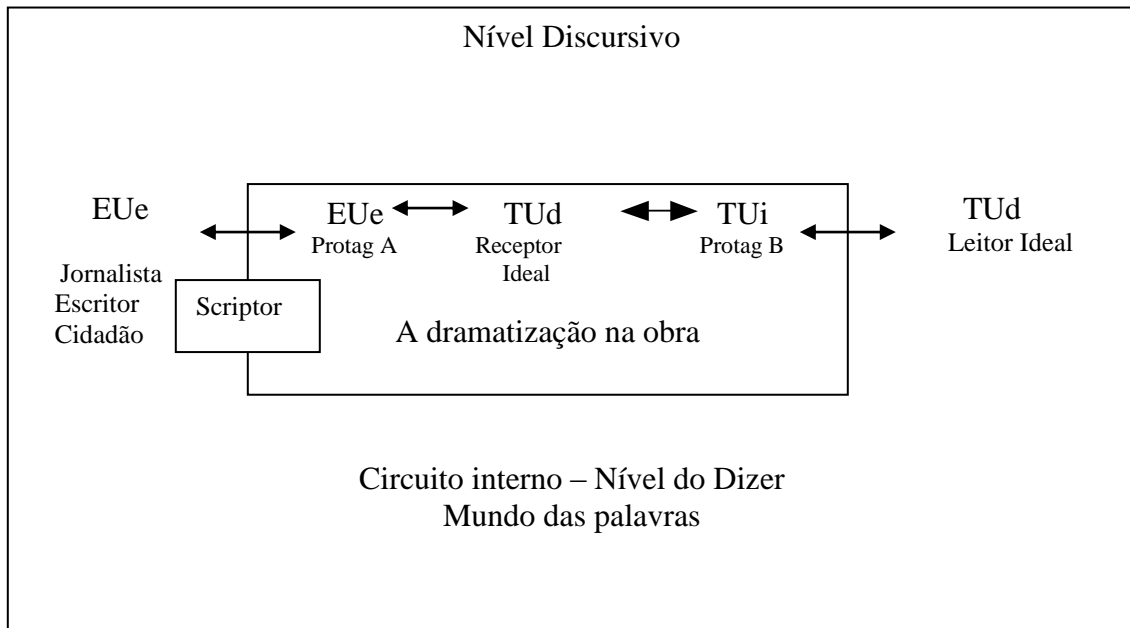 Nível Discursivo
EUe EUe TUd TUi TUd
Protag A Receptor Protag B Leitor Ideal
Ideal
Jornalista
Escritor Scriptor
Cidadão
A dramatização na obra
Circuito interno – Nível do Dizer
Mundo das palavras